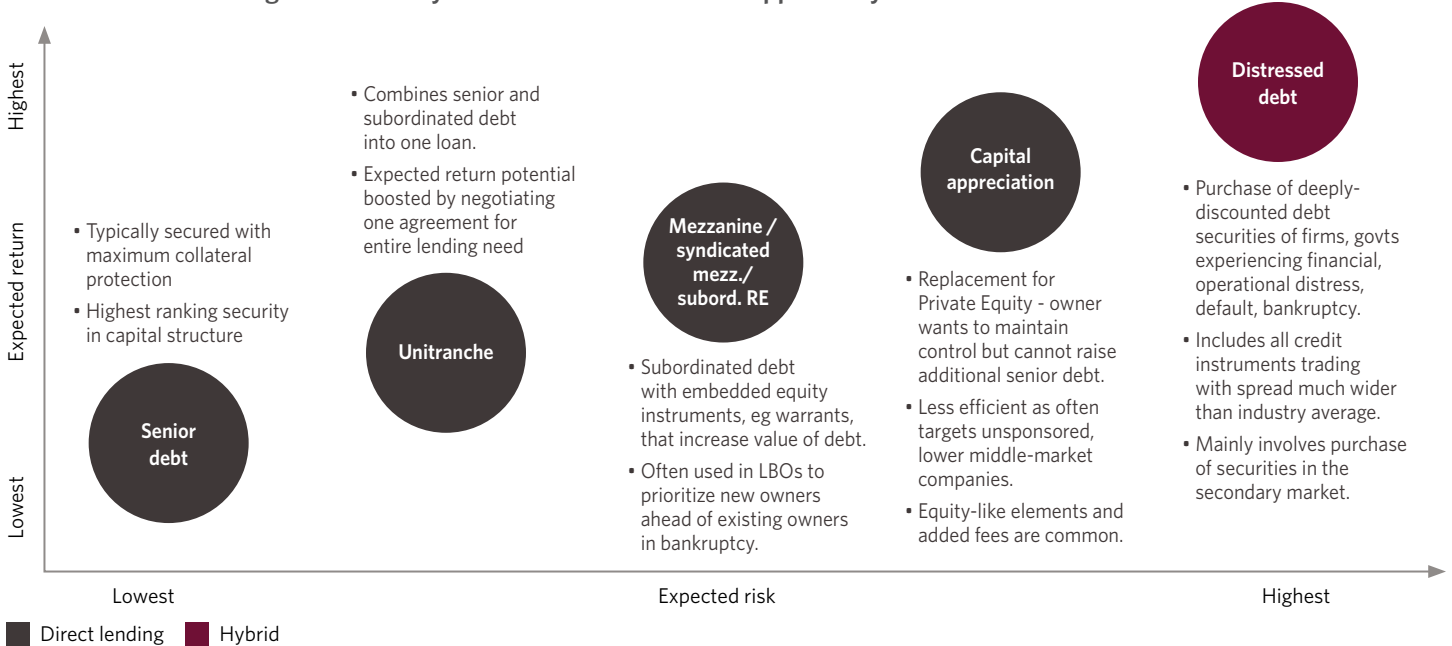 Highest
Expected return
Lowest
• Typically secured with
maximum collateral
protection
• Highest ranking security
in capital structure
Senior
debt
• Combines senior and
subordinated debt
into one loan.
• Expected return potential
boosted by negotiating
one agreement for
entire lending need
Unitranche
Mezzanine /
syndicated
mezz./
subord. RE
• Subordinated debt
with embedded equity
instruments, eg warrants,
that increase value of debt.
• Often used in LBOs to
prioritize new owners
ahead of existing owners
in bankruptcy.
Capital
appreciation
• Replacement for
Private Equity - owner
wants to maintain
control but cannot raise
additional senior debt.
• Less efficient as often
targets unsponsored,
lower middle-market
companies.
• Equity-like elements and
added fees are common.
Distressed
debt
• Purchase of deeply-
discounted debt
securities of firms, govts
experiencing financial,
operational distress,
default, bankruptcy.
• Includes all credit
instruments trading
with spread much wider
than industry average.
• Mainly involves purchase
of securities in the
secondary market.
Lowest
Expected risk
Highest
Direct lending
Hybrid